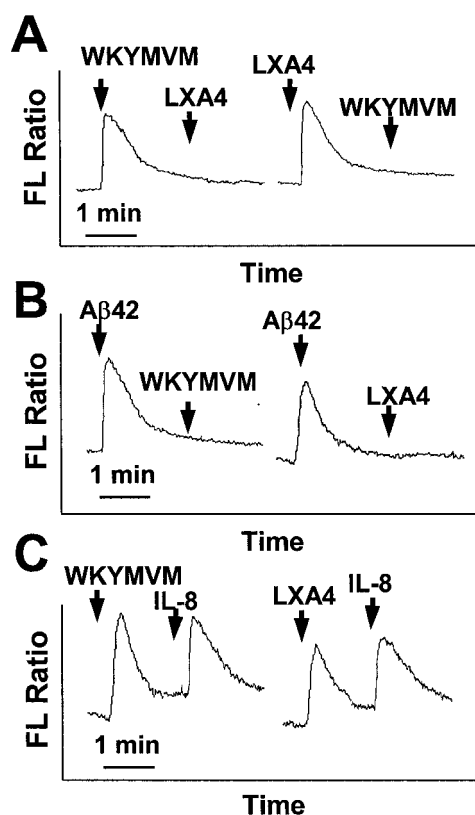 A
WKYMVM
LXA4
LXA4
WKYMVM
FL Ratio
1 min
Time
B
Aβ42
WKYMVM
Aβ42
LXA4
FL Ratio
1 min
Time
C
WKYMVM
IL-8
LXA4
IL-8
FL Ratio
1 min
Time